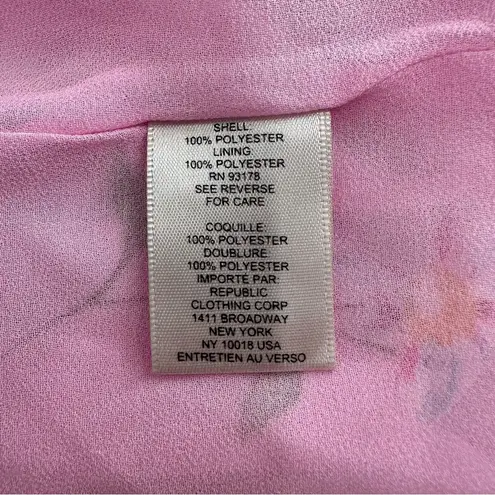 SHELL:
100% POLYESTER
LINING:
100% POLYESTER
RN 93178
SEE REVERSE
FOR CARE
COQUILLE:
100% POLYESTER
DOUBLURE:
100% POLYESTER
IMPORTÉ PAR:
REPUBLIC
CLOTHING CORP
1411 BROADWAY
NEW YORK
NY 10018 USA
ENTRETIEN AU VERSO